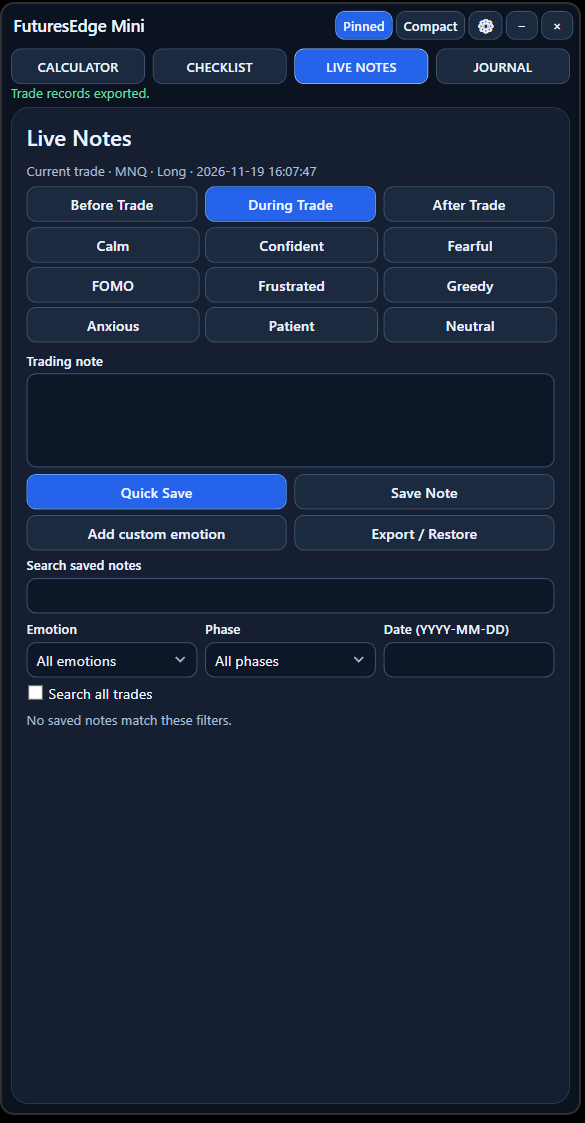 FuturesEdge Mini Pinned Compact – ×
CALCULATOR CHECKLIST LIVE NOTES JOURNAL
Trade records exported.
Live Notes
Current trade · MNQ · Long · 2026-11-19 16:07:47
Before Trade During Trade After Trade
Calm Confident Fearful
FOMO Frustrated Greedy
Anxious Patient Neutral
Trading note
Quick Save Save Note
Add custom emotion Export / Restore
Search saved notes
Emotion Phase Date (YYYY-MM-DD)
All emotions All phases
Search all trades
No saved notes match these filters.